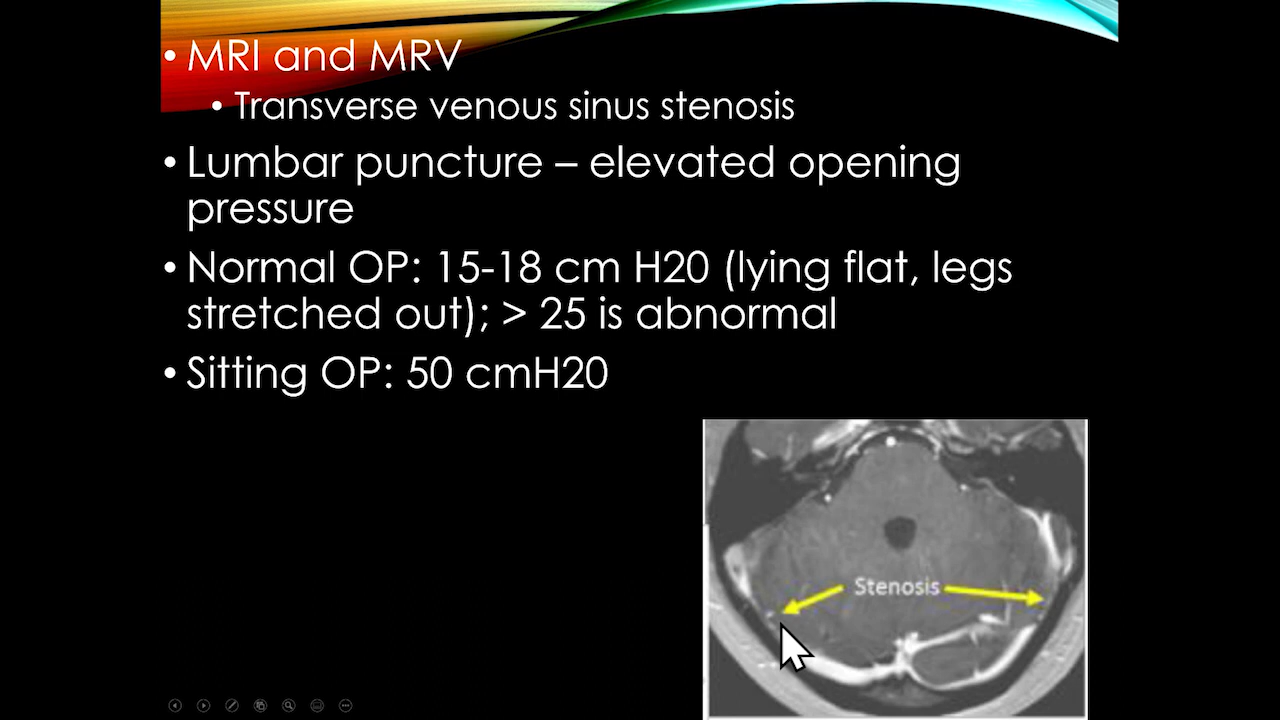 • MRI and MRV
• Transverse venous sinus stenosis
• Lumbar puncture – elevated opening
pressure
• Normal OP: 15-18 cm H20 (lying flat, legs
stretched out); > 25 is abnormal
• Sitting OP: 50 cmH20
Stenosis